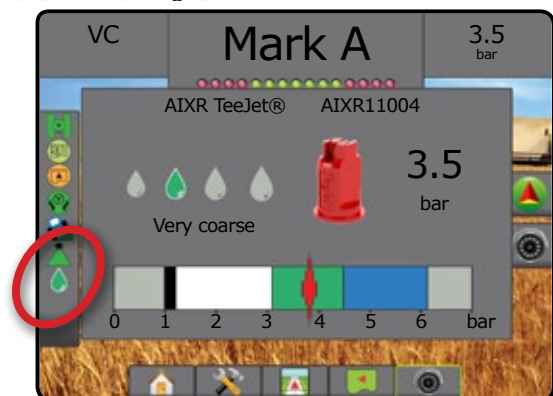 VC Mark A 3.5
bar
AIXR TeeJet® AIXR11004
3.5
bar
Very coarse
0 1 2 3 4 5 6 bar